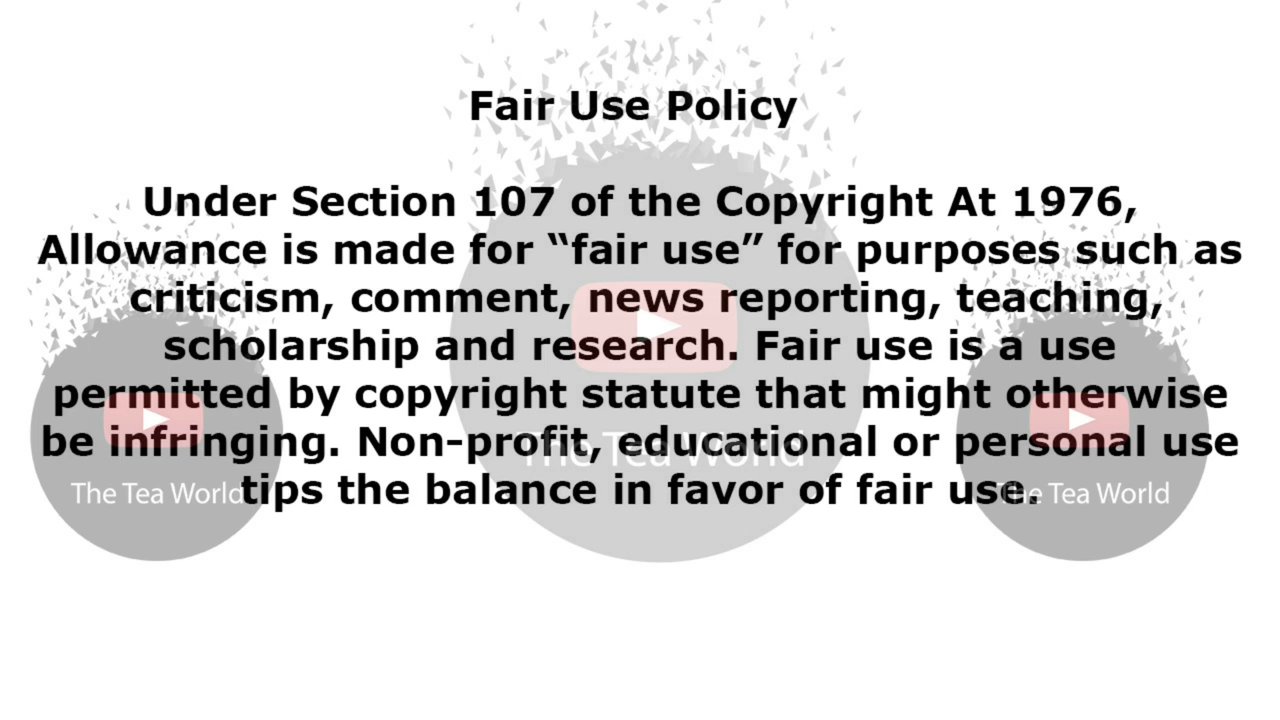 Fair Use Policy
Under Section 107 of the Copyright At 1976,
Allowance is made for “fair use” for purposes such as
criticism, comment, news reporting, teaching,
scholarship and research. Fair use is a use
permitted by copyright statute that might otherwise
be infringing. Non-profit, educational or personal use
The Tea World
tips the balance in favor of fair use.
The Tea World
The Tea World